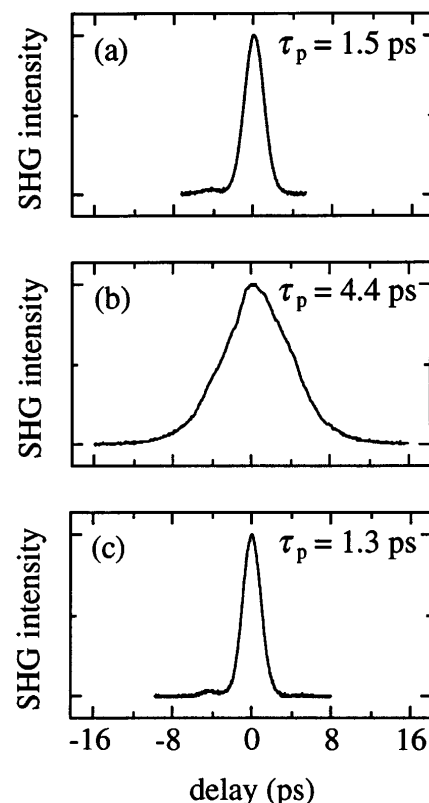 (a) τp = 1.5 ps
SHG intensity
(b) τp = 4.4 ps
SHG intensity
(c) τp = 1.3 ps
SHG intensity
-16 -8 0 8 16
delay (ps)